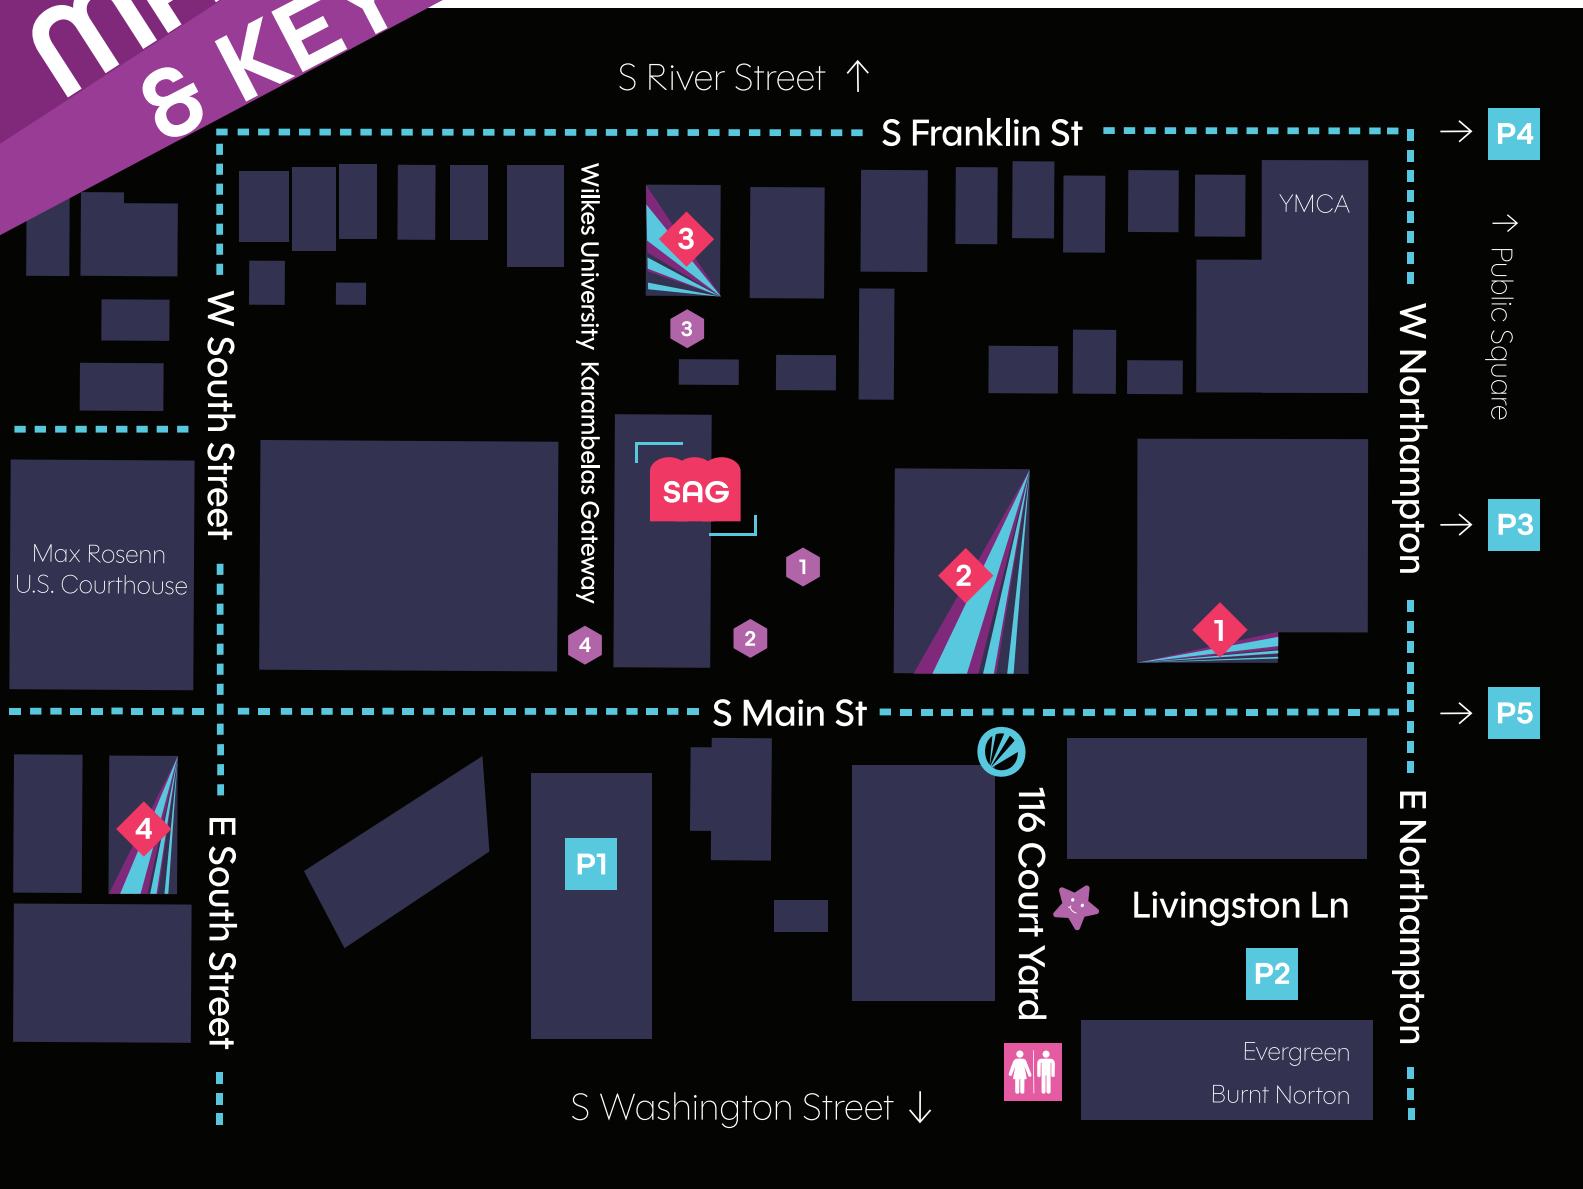 & KEY
S River Street
S Franklin St
P4
YMCA
Public Square
Wilkes University Karambelas Gateway
3
3
W South Street
W Northampton
SAG
P3
Max Rosenn
U.S. Courthouse
1
2
2
1
4
S Main St
P5
4
P1
116 Court Yard
Livingston Ln
P2
E South Street
E Northampton
Evergreen
Burnt Norton
S Washington Street